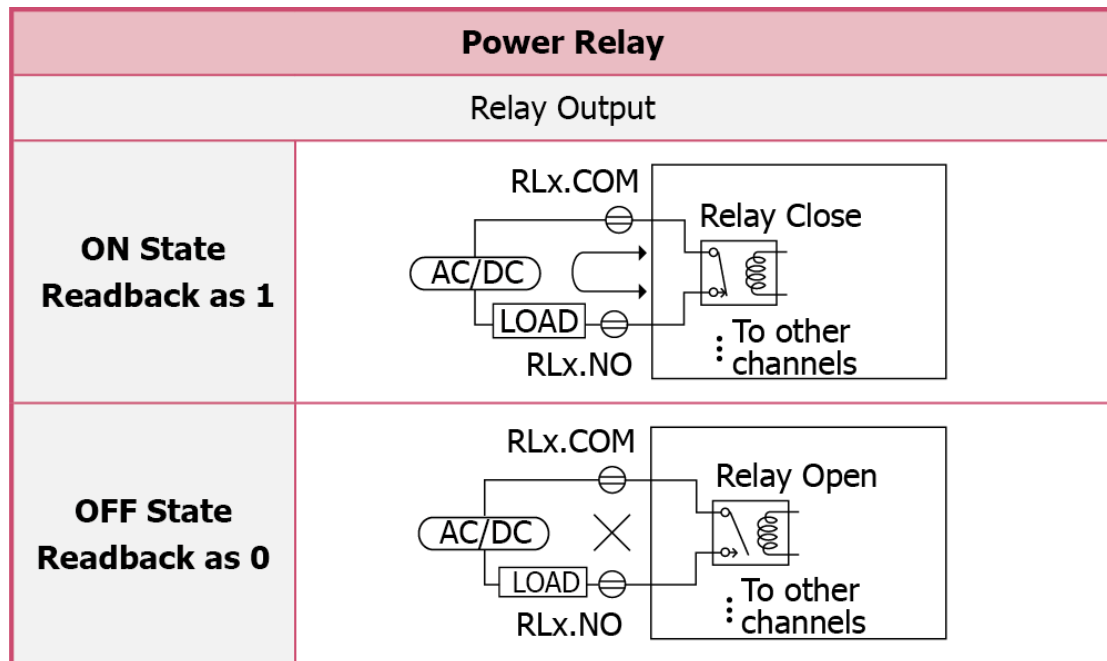 Power Relay
Relay Output
ON State
Readback as 1
RLx.COM
Relay Close
AC/DC
LOAD
RLx.NO
To other
channels
OFF State
Readback as 0
RLx.COM
Relay Open
AC/DC
LOAD
RLx.NO
To other
channels